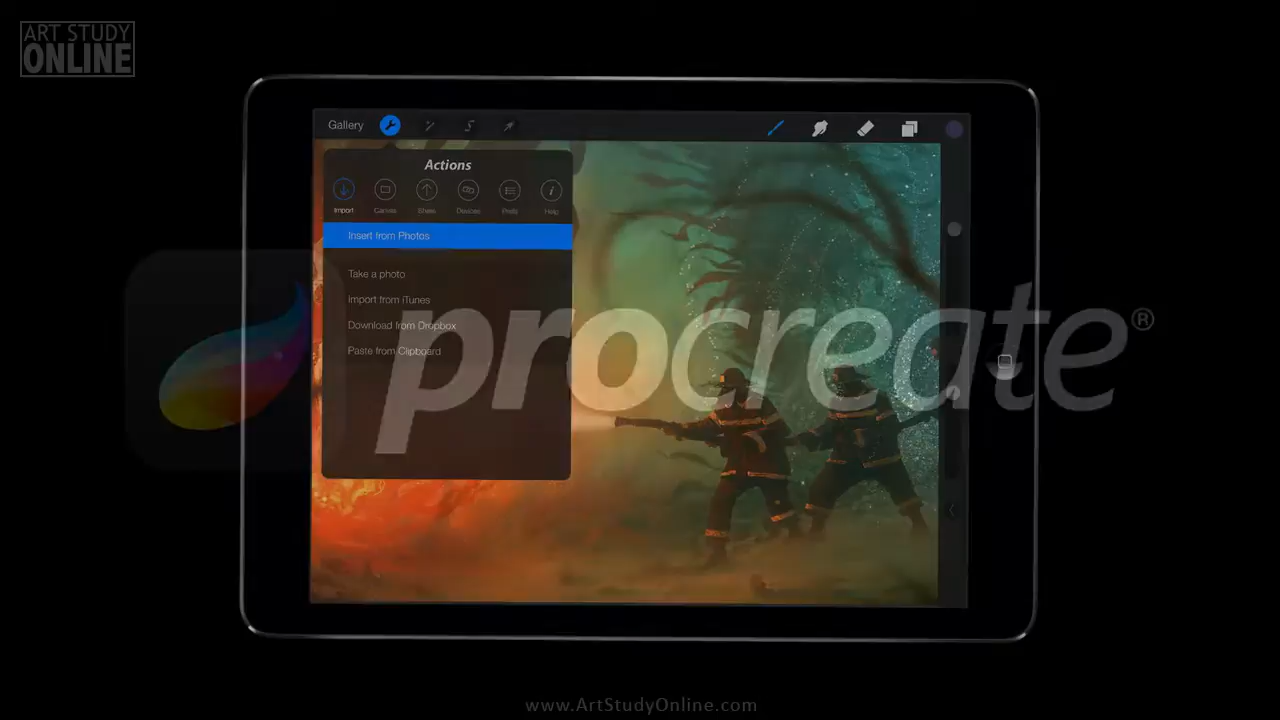 ART STUDY
ONLINE
Gallery
Actions
Import
Canvas
Share
Devices
Prefs
Help
Insert from Photos
Take a photo
Import from iTunes
Download from Dropbox
Paste from Clipboard
procreate®
www.ArtStudyOnline.com